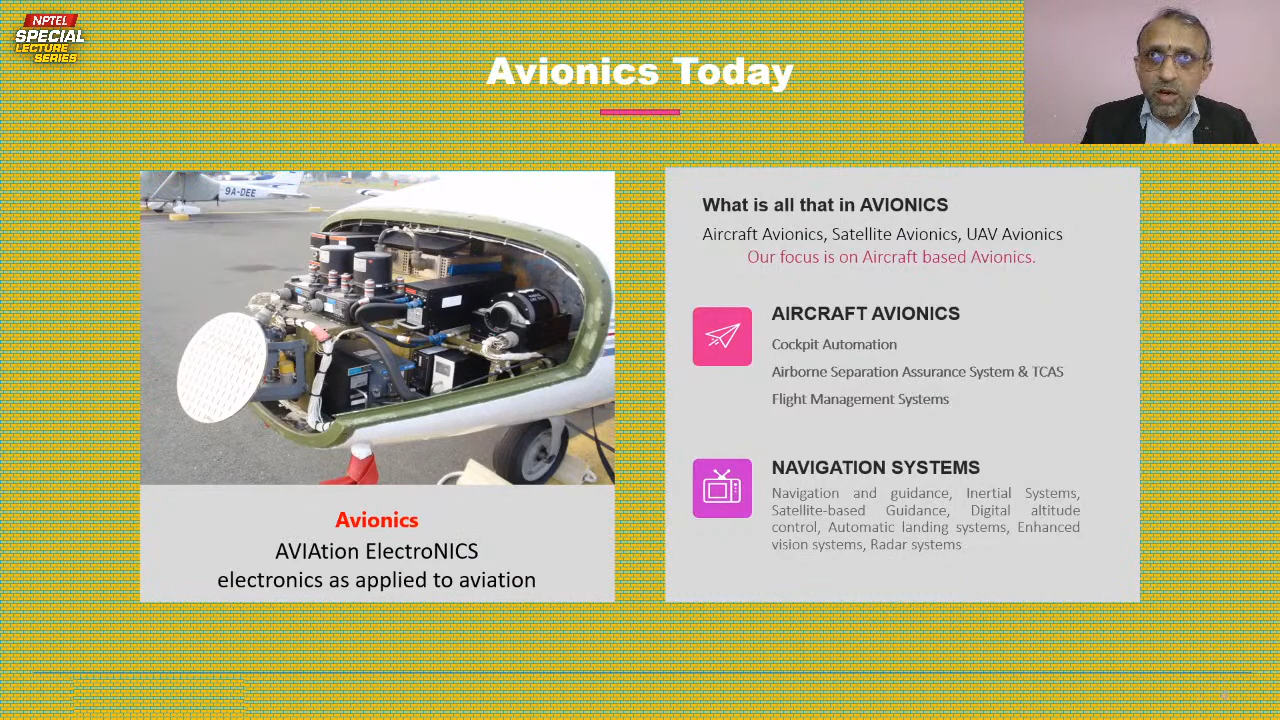 NPTEL
SPECIAL
LECTURE
SERIES
Avionics Today
9A-DEE
Avionics
AVIAtion ElectroNICS
electronics as applied to aviation
What is all that in AVIONICS
Aircraft Avionics, Satellite Avionics, UAV Avionics
Our focus is on Aircraft based Avionics.
AIRCRAFT AVIONICS
Cockpit Automation
Airborne Separation Assurance System & TCAS
Flight Management Systems
NAVIGATION SYSTEMS
Navigation and guidance, Inertial Systems,
Satellite-based Guidance, Digital altitude
control, Automatic landing systems, Enhanced
vision systems, Radar systems